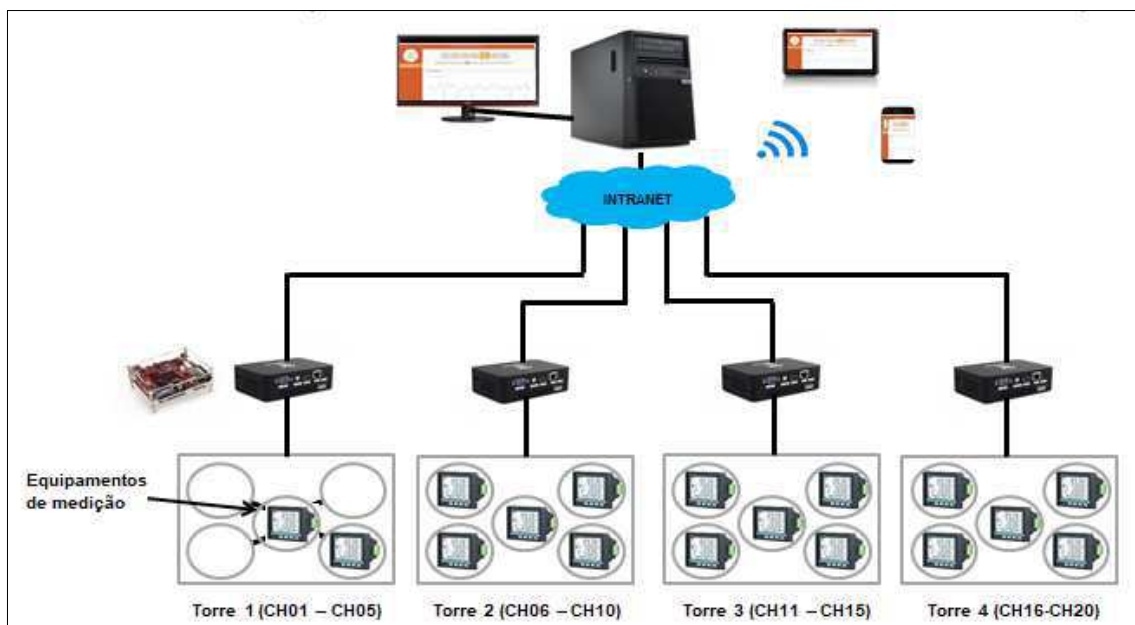 INTRANET
Equipamentos
de medição
Torre 1 (CH01 – CH05)
Torre 2 (CH06 – CH10)
Torre 3 (CH11 – CH15)
Torre 4 (CH16-CH20)